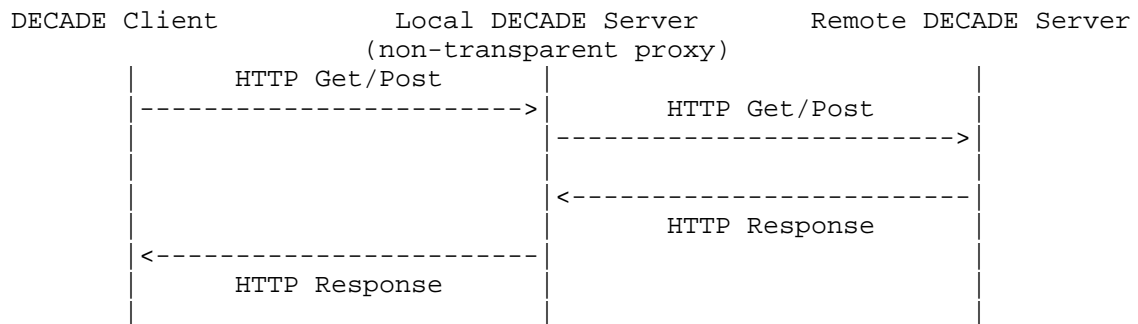 DECADE Client Local DECADE Server Remote DECADE Server
(non-transparent proxy)
HTTP Get/Post
HTTP Get/Post
HTTP Response
HTTP Response